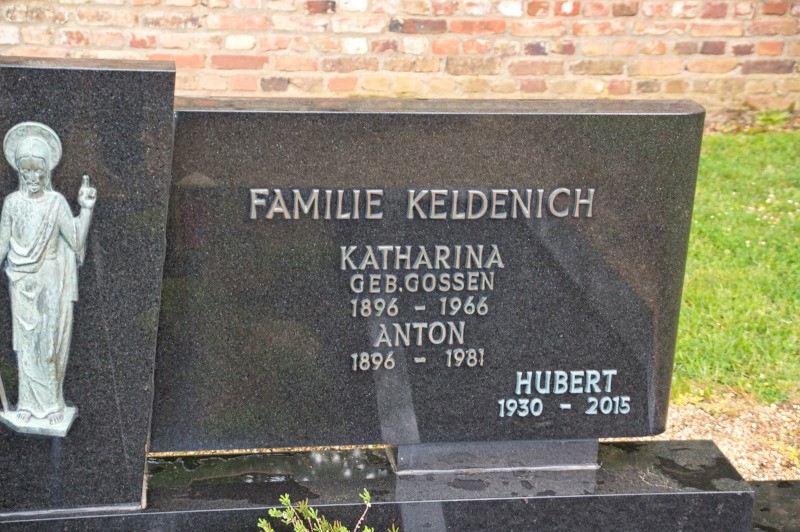 FAMILIE KELDENICH
KATHARINA
GEB.GOSSEN
1896 - 1966
ANTON
1896 - 1981
HUBERT
1930 - 2015